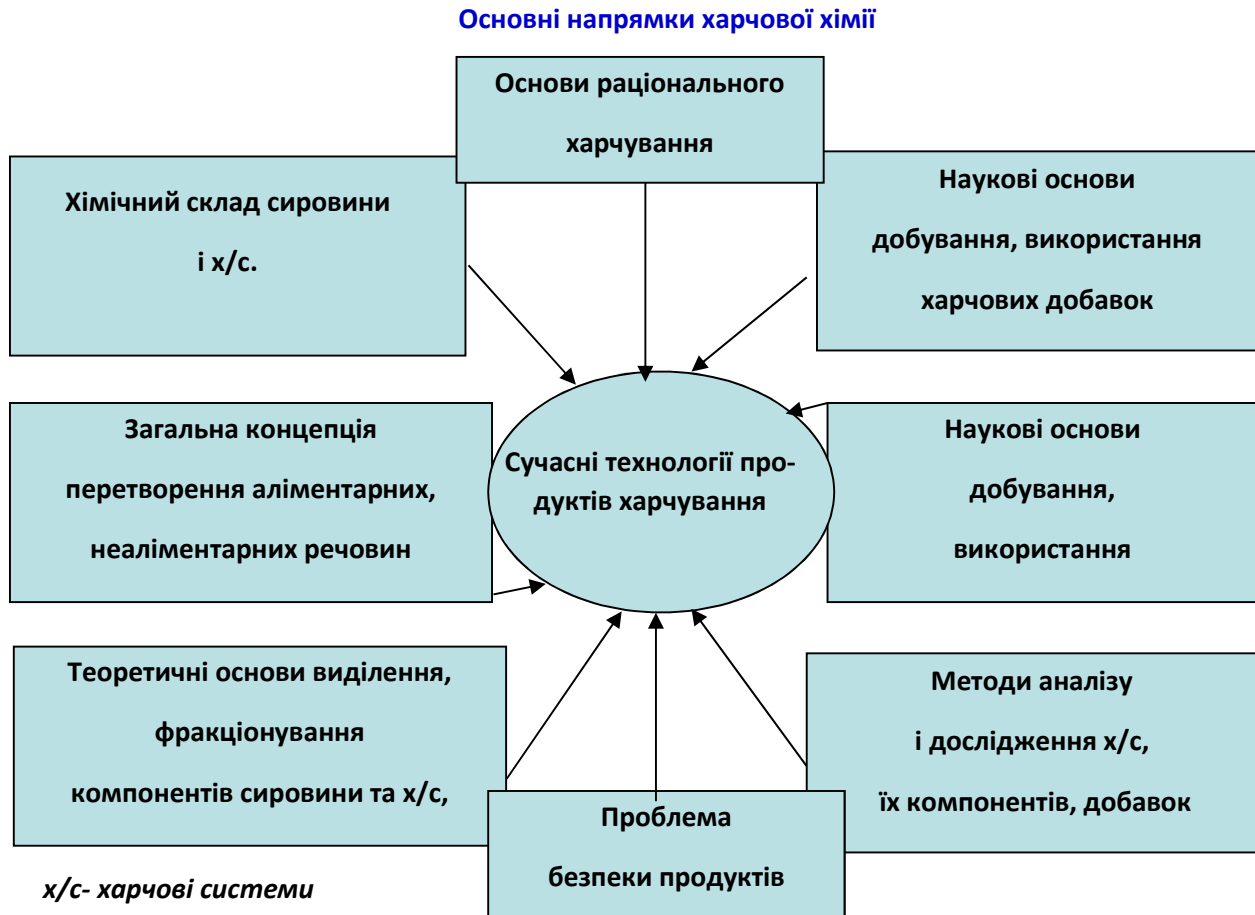 Основні напрямки харчової хімії
Основи раціонального
харчування
Хімічний склад сировини
і х/с.
Наукові основи
добування, використання
харчових добавок
Загальна концепція
перетворення аліментарних,
неаліментарних речовин
Сучасні технології про-
дуктів харчування
Наукові основи
добування,
використання
Теоретичні основи виділення,
фракціонування
компонентів сировини та х/с,
Методи аналізу
і дослідження х/с,
їх компонентів, добавок
Проблема
безпеки продуктів
х/с- харчові системи